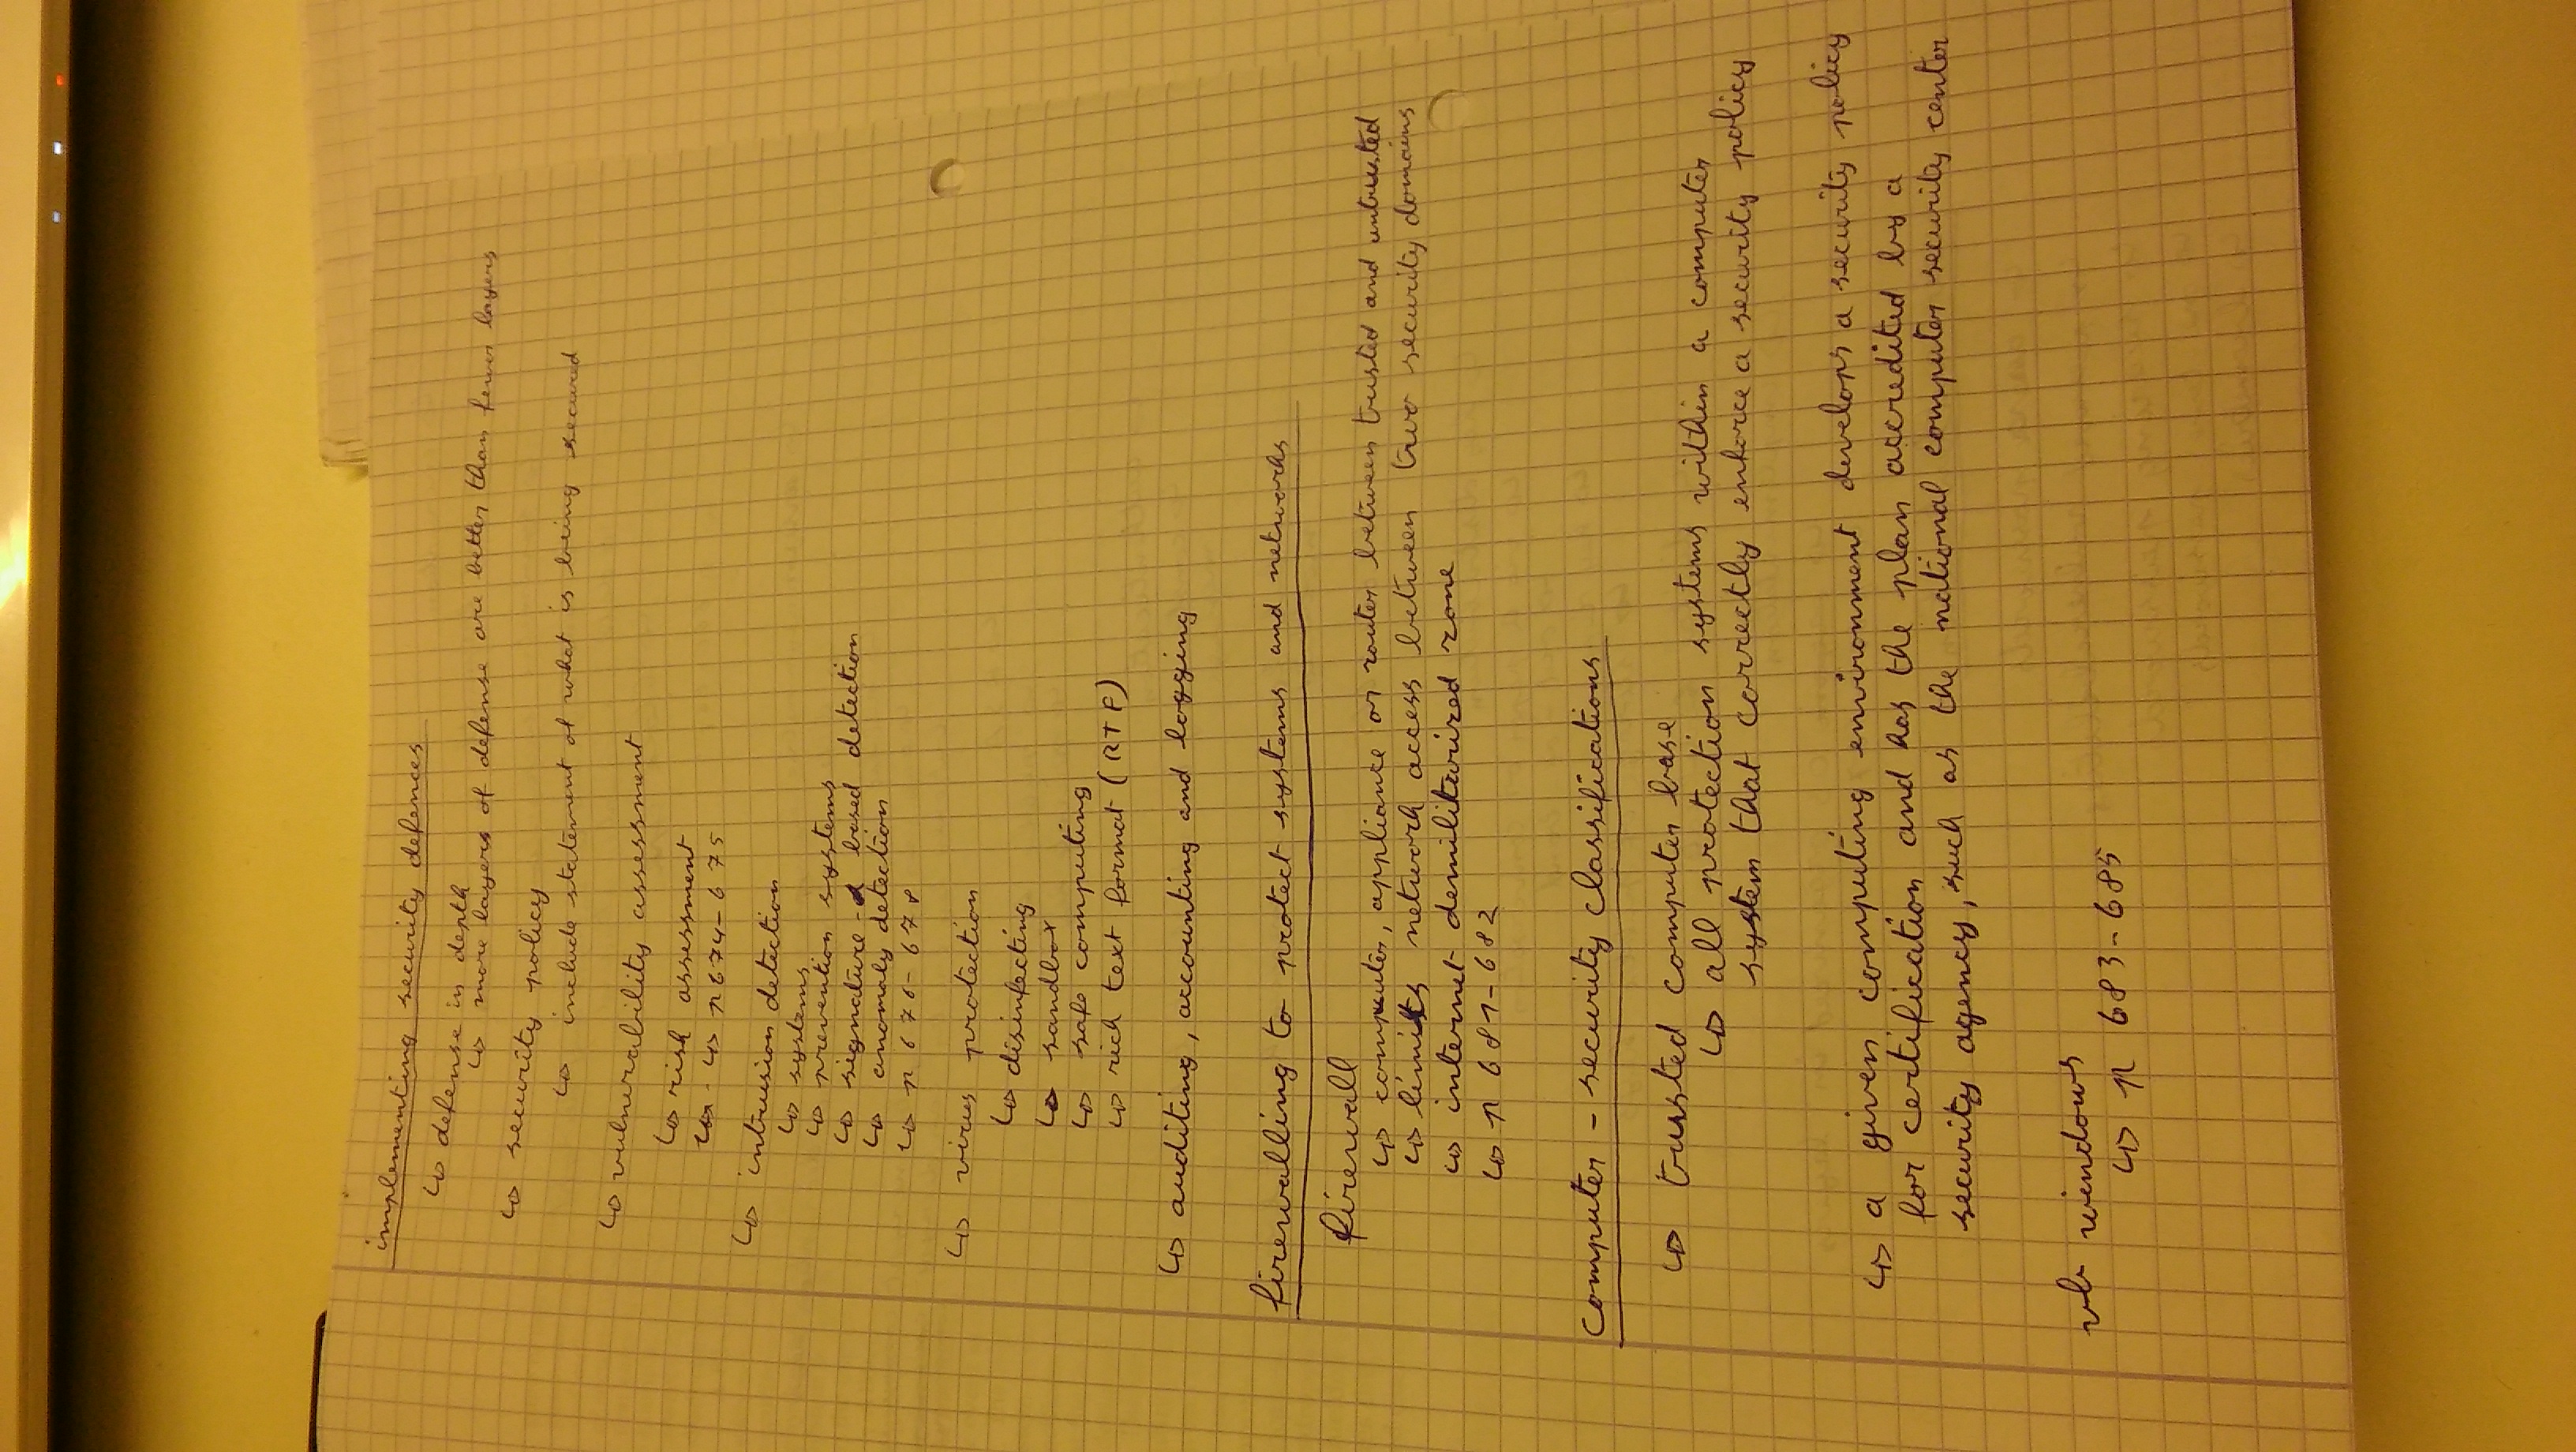 implementing security defences
↳ defense in depth
↳ more layers of defense are better than fewer layers
↳ security policy
↳ include statement of what is being secured
↳ vulnerability assessment
↳ risk assessment
↳ p 674-675
↳ intrusion detection
↳ systems
↳ prevention systems
↳ signature - based detection
↳ anomaly detection
↳ p 676-678
↳ virus protection
↳ disinfecting
↳ sandbox
↳ safe computing
↳ rich text format (RTF)
↳ auditing, accounting and logging
firewalling to protect systems and networks
firewall
↳ computer, appliance or router between trusted and untrusted
↳ limits network access between two security domains
↳ internet demilitarized zone
↳ p 681-682
computer - security classifications
↳ trusted computer base
↳ all protection systems within a computer
system that correctly enforce a security policy
↳ a given computing environment develops a security policy
for certification and has the plan accredited by a
security agency, such as the national computer security center
vb windows
↳ p 683-685